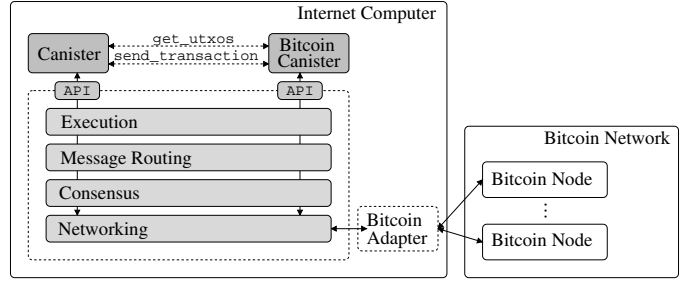 Internet Computer
Canister
get_utxos
send_transaction
Bitcoin
Canister
API
API
Execution
Message Routing
Consensus
Networking
Bitcoin
Adapter
Bitcoin Network
Bitcoin Node
⋮
Bitcoin Node